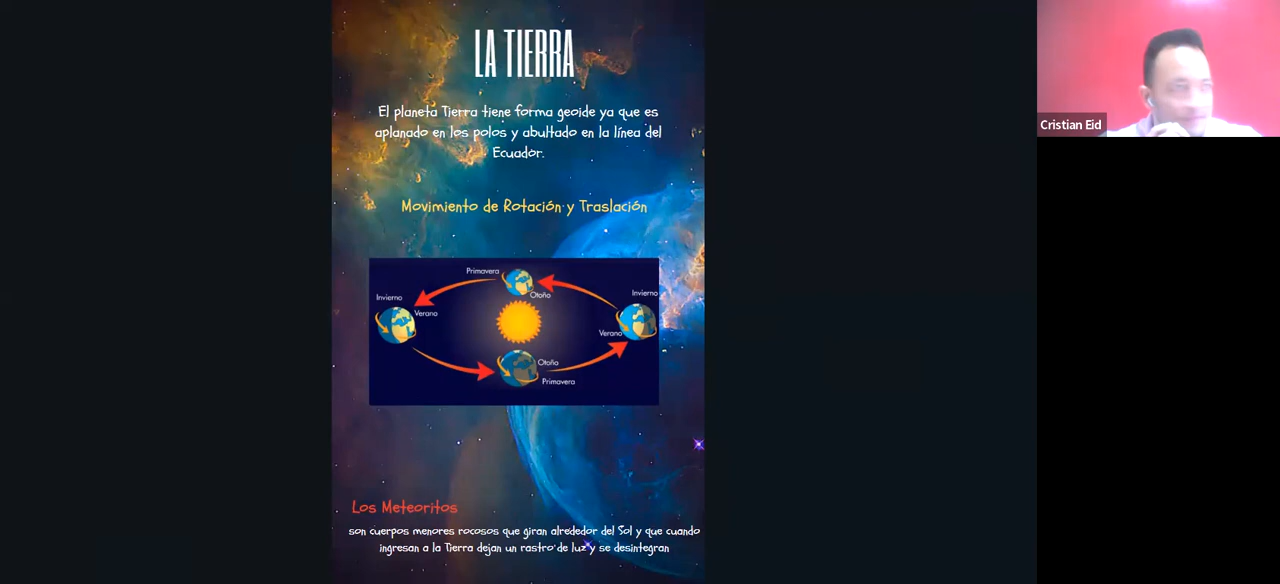 LA TIERRA
El planeta Tierra tiene forma geoide ya que es
aplanado en los polos y abultado en la línea del
Ecuador.
Movimiento de Rotación y Traslación
Primavera
Otoño
Invierno
Verano
Invierno
Verano
Otoño
Primavera
Los Meteoritos
son cuerpos menores rocosos que giran alrededor del Sol y que cuando
ingresan a la Tierra dejan un rastro de luz y se desintegran
Cristian Eid